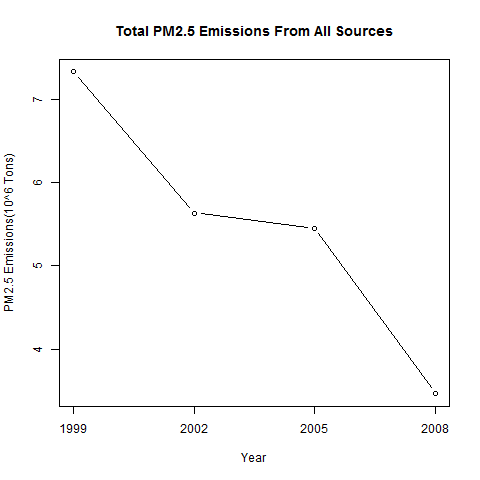 Total PM2.5 Emissions From All Sources
PM2.5 Emissions(10^6 Tons)
7
6
5
4
1999 2002 2005 2008
Year